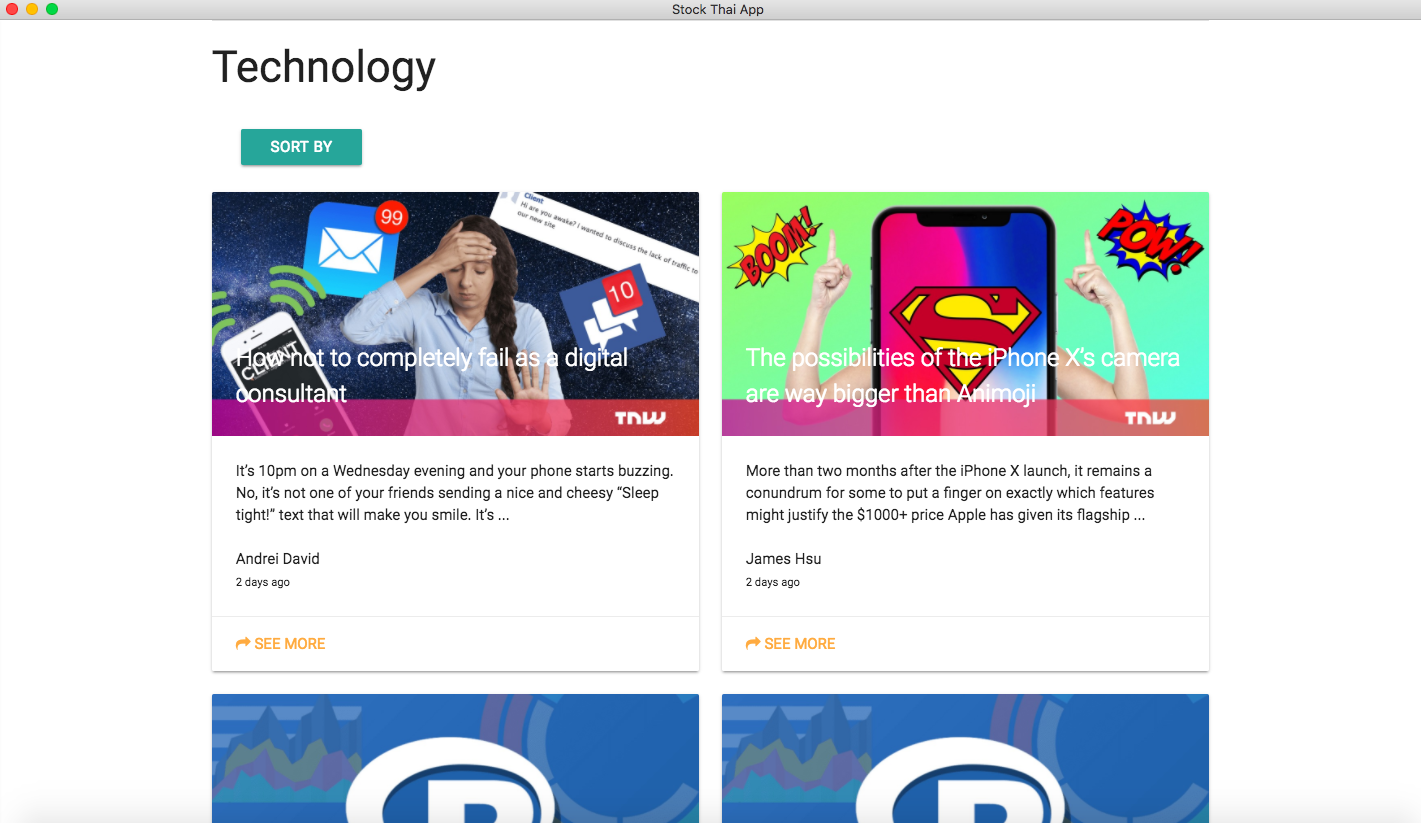 Stock Thai App
Technology
SORT BY
99
Client
Hi are you awake? I wanted to discuss the lack of traffic to
our new site
10
CLIENT
How not to completely fail as a digital
consultant
TNW
BOOM!
POW!
S
The possibilities of the iPhone X’s camera
are way bigger than Animoji
TNW
It’s 10pm on a Wednesday evening and your phone starts buzzing.
No, it’s not one of your friends sending a nice and cheesy “Sleep
tight!” text that will make you smile. It’s ...
Andrei David
2 days ago
SEE MORE
More than two months after the iPhone X launch, it remains a
conundrum for some to put a finger on exactly which features
might justify the $1000+ price Apple has given its flagship ...
James Hsu
2 days ago
SEE MORE
R
R